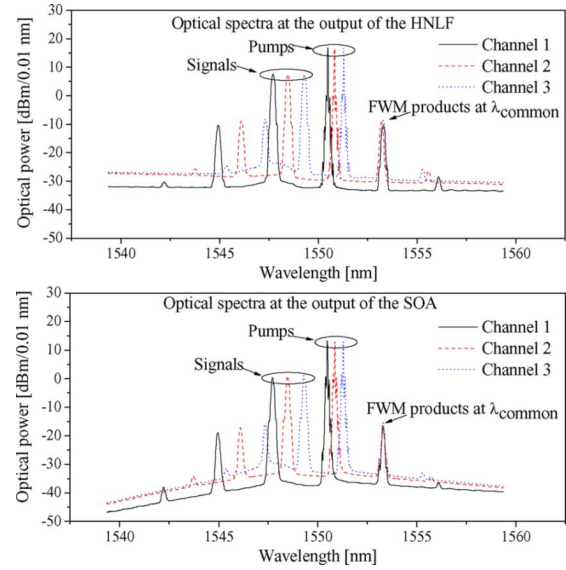 Optical spectra at the output of the HNLF
Pumps
Signals
Channel 1
Channel 2
Channel 3
FWM products at λcommon
Optical power [dBm/0.01 nm]
30
20
10
0
-10
-20
-30
-40
-50
1540 1545 1550 1555 1560
Wavelength [nm]
Optical spectra at the output of the SOA
Pumps
Signals
Channel 1
Channel 2
Channel 3
FWM products at λcommon
Optical power [dBm/0.01 nm]
30
20
10
0
-10
-20
-30
-40
-50
1540 1545 1550 1555 1560
Wavelength [nm]